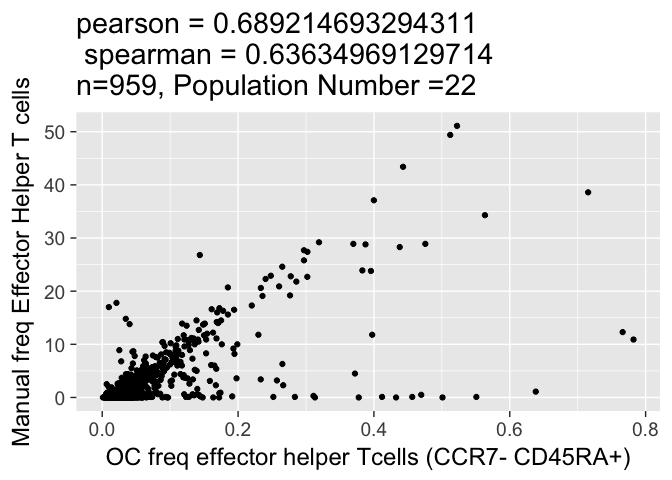 pearson = 0.689214693294311
spearman = 0.63634969129714
n=959, Population Number =22
Manual freq Effector Helper T cells
50
40
30
20
10
0
0.0 0.2 0.4 0.6 0.8
OC freq effector helper Tcells (CCR7- CD45RA+)